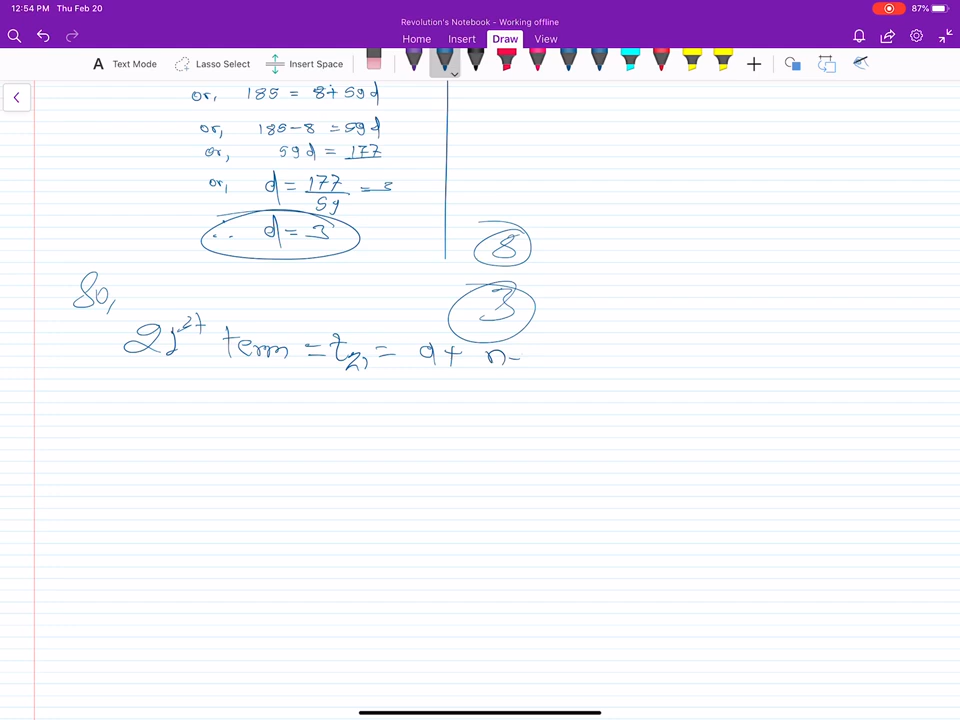 12:54 PM Thu Feb 20
87%
Revolution's Notebook - Working offline
Home Insert Draw View
A Text Mode Lasso Select Insert Space
or, 185 = 8 + 59d
or, 185 - 8 = 59d
or, 59d = 177
or, d = 177/59 = 3
∴ d = 3
8
3
So,
21st term = t21 = a + n-